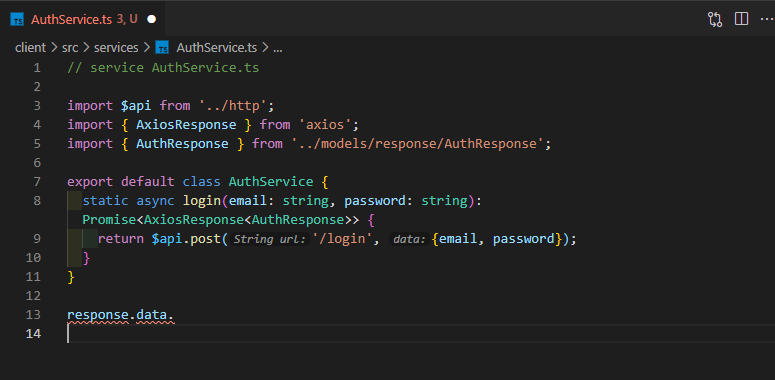 TS AuthService.ts 3, U
client > src > services > TS AuthService.ts > ...
1 // service AuthService.ts
2
3 import $api from '../http';
4 import { AxiosResponse } from 'axios';
5 import { AuthResponse } from '../models/response/AuthResponse';
6
7 export default class AuthService {
8 static async login(email: string, password: string):
Promise<AxiosResponse<AuthResponse>> {
9 return $api.post( String url: '/login', data: {email, password});
10 }
11 }
12
13 response.data.
14